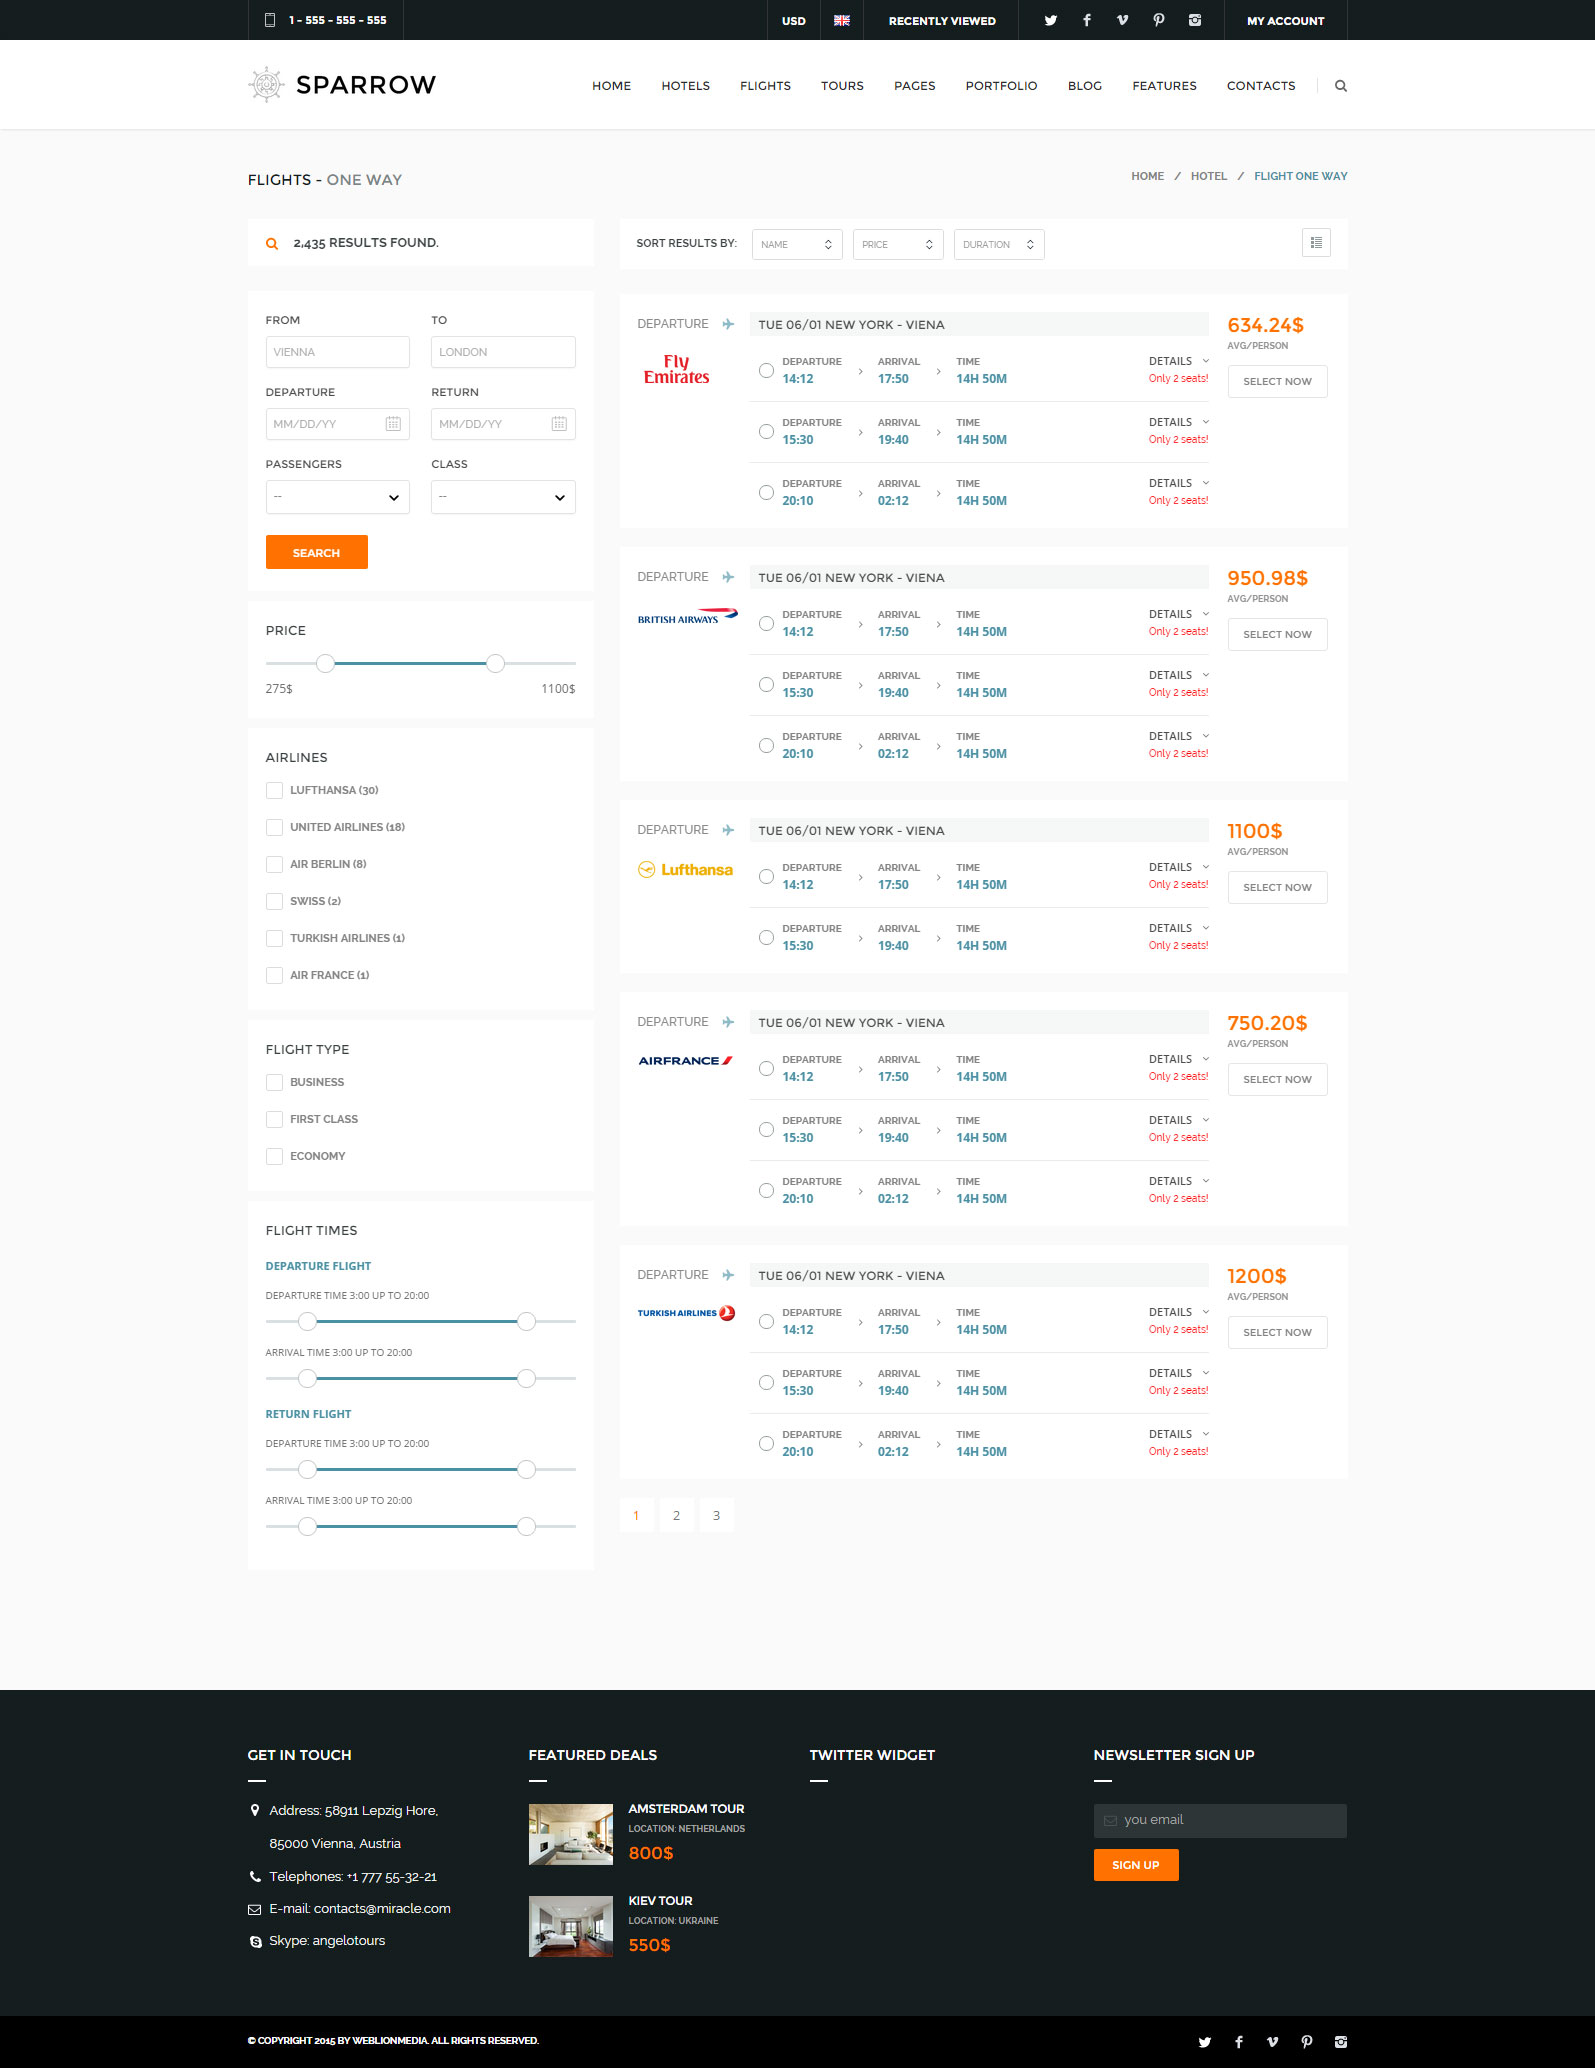 1 - 555 - 555 - 555
USD
RECENTLY VIEWED
MY ACCOUNT
SPARROW
HOME HOTELS FLIGHTS TOURS PAGES PORTFOLIO BLOG FEATURES CONTACTS
FLIGHTS - ONE WAY
HOME / HOTEL / FLIGHT ONE WAY
2,435 RESULTS FOUND.
FROM TO
VIENNA LONDON
DEPARTURE RETURN
MM/DD/YY MM/DD/YY
PASSENGERS CLASS
-- --
SEARCH
PRICE
275$ 1100$
AIRLINES
LUFTHANSA (30)
UNITED AIRLINES (18)
AIR BERLIN (8)
SWISS (2)
TURKISH AIRLINES (1)
AIR FRANCE (1)
FLIGHT TYPE
BUSINESS
FIRST CLASS
ECONOMY
FLIGHT TIMES
DEPARTURE FLIGHT
DEPARTURE TIME 3:00 UP TO 20:00
ARRIVAL TIME 3:00 UP TO 20:00
RETURN FLIGHT
DEPARTURE TIME 3:00 UP TO 20:00
ARRIVAL TIME 3:00 UP TO 20:00
SORT RESULTS BY: NAME PRICE DURATION
DEPARTURE TUE 06/01 NEW YORK - VIENA
Fly
Emirates
DEPARTURE ARRIVAL TIME DETAILS
14:12 17:50 14H 50M Only 2 seats!
DEPARTURE ARRIVAL TIME DETAILS
15:30 19:40 14H 50M Only 2 seats!
DEPARTURE ARRIVAL TIME DETAILS
20:10 02:12 14H 50M Only 2 seats!
634.24$
AVG/PERSON
SELECT NOW
DEPARTURE TUE 06/01 NEW YORK - VIENA
BRITISH AIRWAYS
DEPARTURE ARRIVAL TIME DETAILS
14:12 17:50 14H 50M Only 2 seats!
DEPARTURE ARRIVAL TIME DETAILS
15:30 19:40 14H 50M Only 2 seats!
DEPARTURE ARRIVAL TIME DETAILS
20:10 02:12 14H 50M Only 2 seats!
950.98$
AVG/PERSON
SELECT NOW
DEPARTURE TUE 06/01 NEW YORK - VIENA
Lufthansa
DEPARTURE ARRIVAL TIME DETAILS
14:12 17:50 14H 50M Only 2 seats!
DEPARTURE ARRIVAL TIME DETAILS
15:30 19:40 14H 50M Only 2 seats!
1100$
AVG/PERSON
SELECT NOW
DEPARTURE TUE 06/01 NEW YORK - VIENA
AIRFRANCE
DEPARTURE ARRIVAL TIME DETAILS
14:12 17:50 14H 50M Only 2 seats!
DEPARTURE ARRIVAL TIME DETAILS
15:30 19:40 14H 50M Only 2 seats!
DEPARTURE ARRIVAL TIME DETAILS
20:10 02:12 14H 50M Only 2 seats!
750.20$
AVG/PERSON
SELECT NOW
DEPARTURE TUE 06/01 NEW YORK - VIENA
TURKISH AIRLINES
DEPARTURE ARRIVAL TIME DETAILS
14:12 17:50 14H 50M Only 2 seats!
DEPARTURE ARRIVAL TIME DETAILS
15:30 19:40 14H 50M Only 2 seats!
DEPARTURE ARRIVAL TIME DETAILS
20:10 02:12 14H 50M Only 2 seats!
1200$
AVG/PERSON
SELECT NOW
1 2 3
GET IN TOUCH
Address: 58911 Lepzig Hore,
85000 Vienna, Austria
Telephones: +1 777 55-32-21
E-mail: contacts@miracle.com
Skype: angelotours
FEATURED DEALS
AMSTERDAM TOUR
LOCATION: NETHERLANDS
800$
KIEV TOUR
LOCATION: UKRAINE
550$
TWITTER WIDGET
NEWSLETTER SIGN UP
you email
SIGN UP
© COPYRIGHT 2015 BY WEBLIONMEDIA. ALL RIGHTS RESERVED.